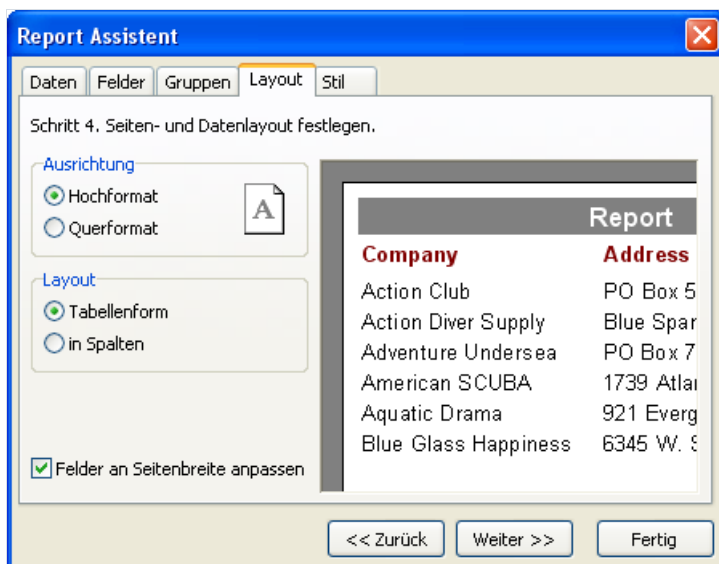 Report Assistent
Daten Felder Gruppen Layout Stil
Schritt 4. Seiten- und Datenlayout festlegen.
Ausrichtung
Hochformat
Querformat
A
Layout
Tabellenform
in Spalten
Felder an Seitenbreite anpassen
Report
Company Address
Action Club PO Box 5
Action Diver Supply Blue Spar
Adventure Undersea PO Box 7
American SCUBA 1739 Atlar
Aquatic Drama 921 Everg
Blue Glass Happiness 6345 W. S
<< Zurück Weiter >> Fertig